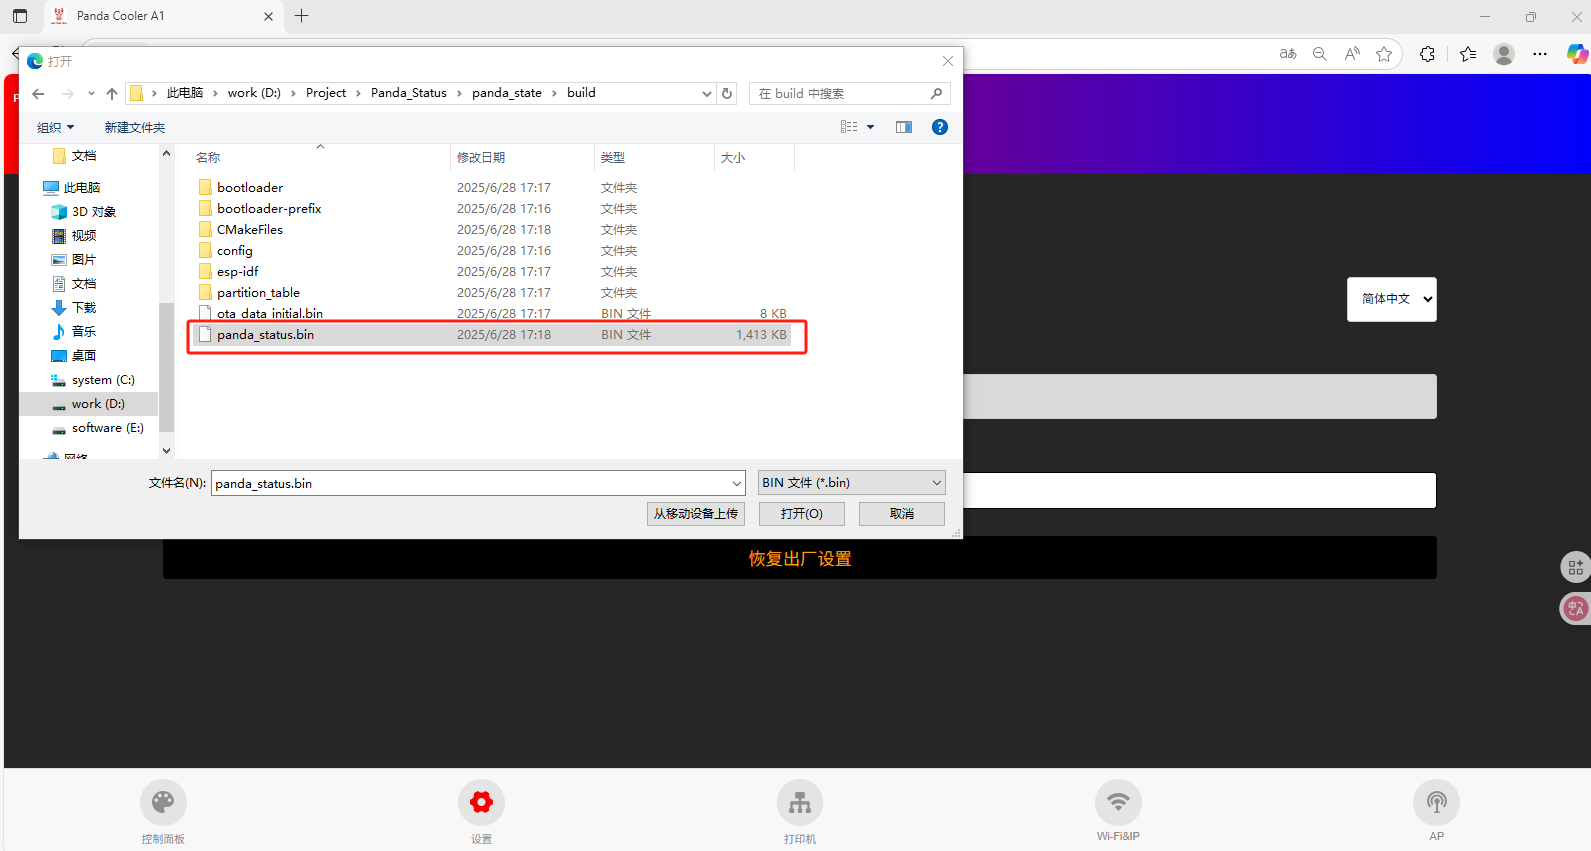 Panda Cooler A1
打开
此电脑 work (D:) Project Panda_Status panda_state build
在 build 中搜索
组织
新建文件夹
文档
此电脑
3D 对象
视频
图片
文档
下载
音乐
桌面
system (C:)
work (D:)
software (E:)
网络
名称 修改日期 类型 大小
bootloader 2025/6/28 17:17 文件夹
bootloader-prefix 2025/6/28 17:16 文件夹
CMakeFiles 2025/6/28 17:18 文件夹
config 2025/6/28 17:16 文件夹
esp-idf 2025/6/28 17:17 文件夹
partition_table 2025/6/28 17:17 文件夹
ota_data_initial.bin 2025/6/28 17:17 BIN 文件 8 KB
panda_status.bin 2025/6/28 17:18 BIN 文件 1,413 KB
文件名(N): panda_status.bin
BIN 文件 (*.bin)
从移动设备上传
打开(O)
取消
简体中文
恢复出厂设置
控制面板
设置
打印机
Wi-Fi&IP
AP